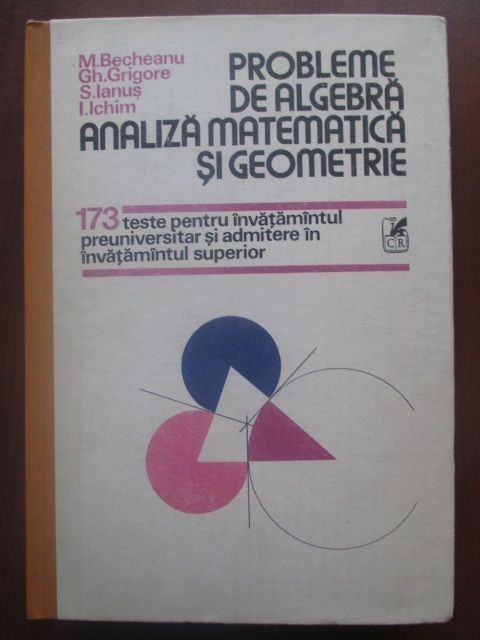 M.Becheanu
Gh.Grigore
S.Ianuş
I.Ichim
PROBLEME
DE ALGEBRĂ
ANALIZĂ MATEMATICĂ
ŞI GEOMETRIE
173 teste pentru învăţămîntul
preuniversitar şi admitere în
învăţămîntul superior
CR